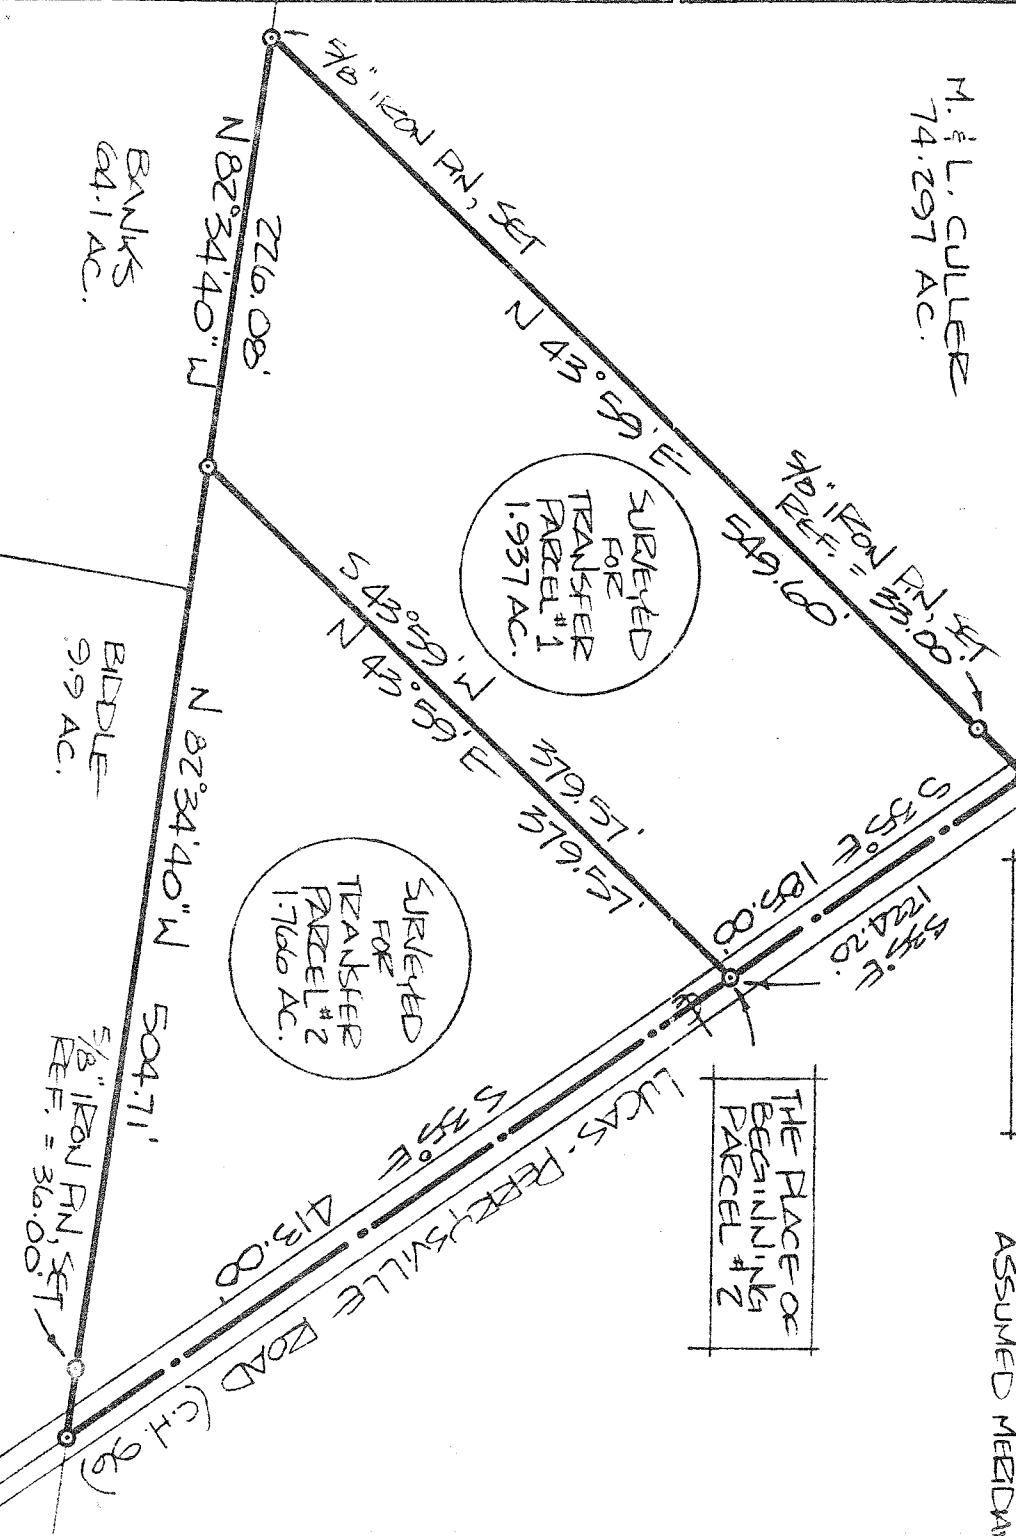 M. & L. CULLER
74.297 AC.
5/8" IRON PIN, SET
N 43° 59' E 549.60'
5/8" IRON PIN, SET
REF. = 33.00'
SURVEYED
FOR
TRANSFER
PARCEL #1
1.937 AC.
226.08'
N 82°34'40" W
BANKS
64.1 AC.
S 43°59' W 379.57'
N 43°59' E 379.57'
S 35° E 185.00'
S 35° E
1224.20'
THE PLACE OF
BEGINNING
PARCEL #2
ASSUMED MERIDIAN
SURVEYED
FOR
TRANSFER
PARCEL #2
1.766 AC.
S 35° E 413.00'
LUCAS-PERRYSVILLE ROAD (C.H. 96)
N 82°34'40" W 504.71'
BIDDLE
9.9 AC.
5/8" IRON PIN, SET
REF. = 36.00'